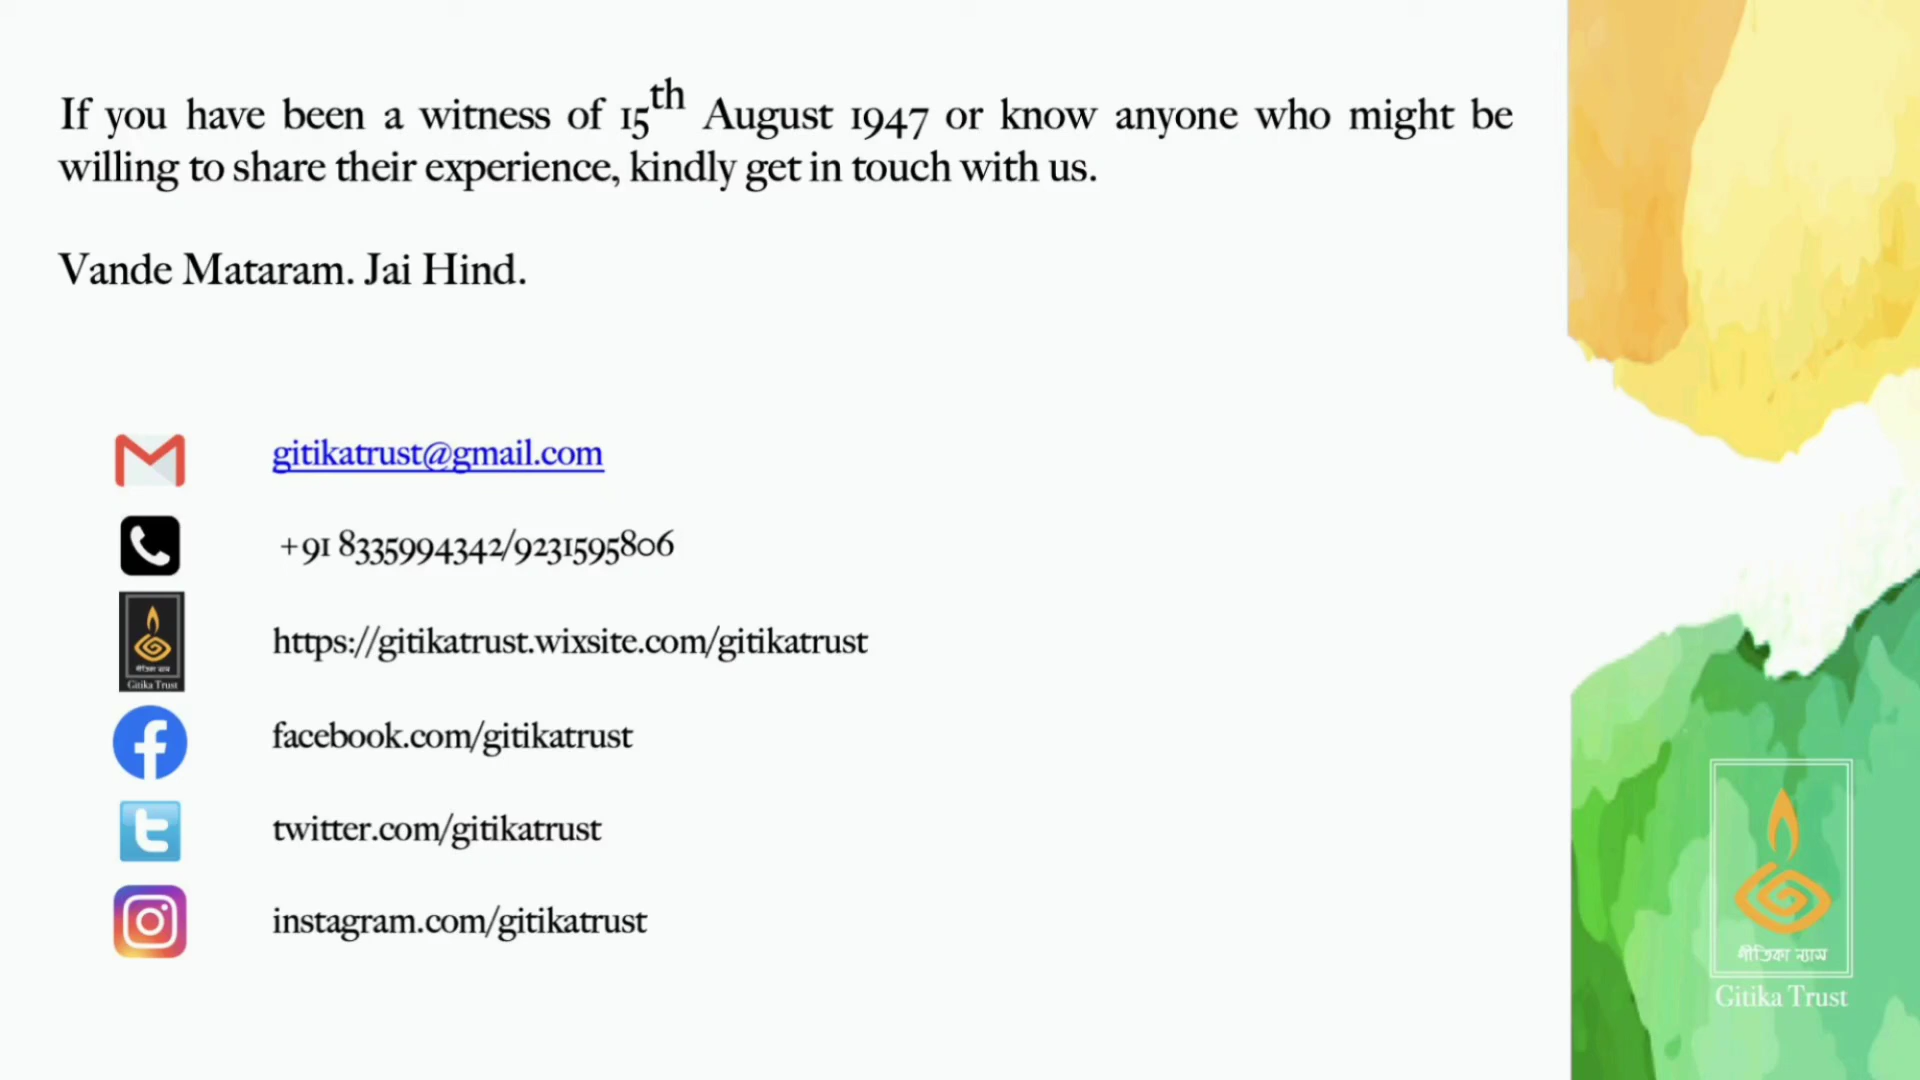 If you have been a witness of 15th August 1947 or know anyone who might be
willing to share their experience, kindly get in touch with us.
Vande Mataram. Jai Hind.
gitikatrust@gmail.com
+91 8335994342/9231595806
গীতিকা ন্যাস
Gitika Trust
https://gitikatrust.wixsite.com/gitikatrust
facebook.com/gitikatrust
twitter.com/gitikatrust
instagram.com/gitikatrust
গীতিকা ন্যাস
Gitika Trust